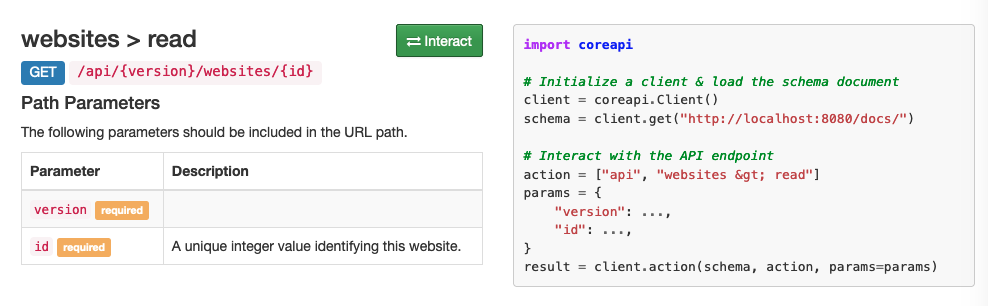 websites > read
Interact
GET /api/{version}/websites/{id}
Path Parameters
The following parameters should be included in the URL path.
Parameter Description
version required
id required A unique integer value identifying this website.
import coreapi
# Initialize a client & load the schema document
client = coreapi.Client()
schema = client.get("http://localhost:8080/docs/")
# Interact with the API endpoint
action = ["api", "websites &gt; read"]
params = {
    "version": ...,
    "id": ...,
}
result = client.action(schema, action, params=params)